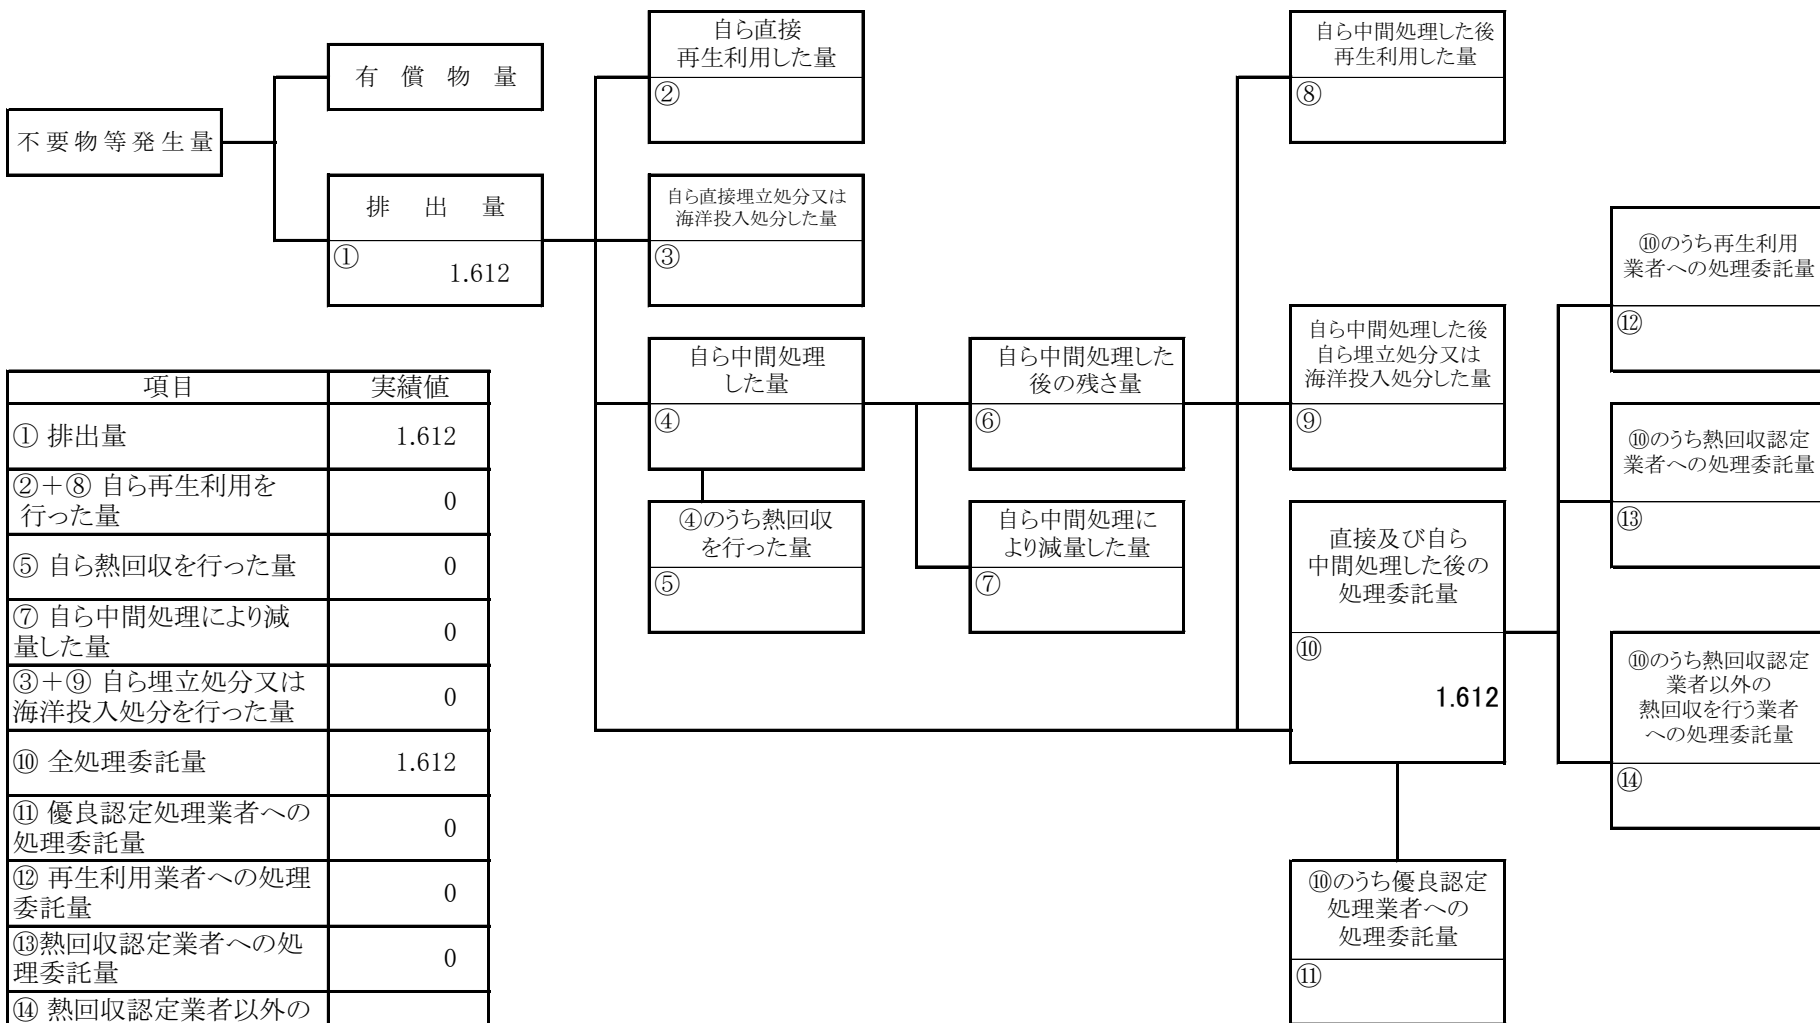 不要物等発生量
有償物量
排出量
①
1.612
自ら直接
再生利用した量
②
自ら直接埋立処分又は
海洋投入処分した量
③
自ら中間処理
した量
④
④のうち熱回収
を行った量
⑤
自ら中間処理した
後の残さ量
⑥
自ら中間処理に
より減量した量
⑦
自ら中間処理した後
再生利用した量
⑧
自ら中間処理した後
自ら埋立処分又は
海洋投入処分した量
⑨
直接及び自ら
中間処理した後の
処理委託量
⑩
1.612
⑩のうち優良認定
処理業者への
処理委託量
⑪
⑩のうち再生利用
業者への処理委託量
⑫
⑩のうち熱回収認定
業者への処理委託量
⑬
⑩のうち熱回収認定
業者以外の
熱回収を行う業者
への処理委託量
⑭
項目 実績値
① 排出量 1.612
②+⑧ 自ら再生利用を
行った量 0
⑤ 自ら熱回収を行った量 0
⑦ 自ら中間処理により減
量した量 0
③+⑨ 自ら埋立処分又は
海洋投入処分を行った量 0
⑩ 全処理委託量 1.612
⑪ 優良認定処理業者への
処理委託量 0
⑫ 再生利用業者への処理
委託量 0
⑬熱回収認定業者への処
理委託量 0
⑭ 熱回収認定業者以外の